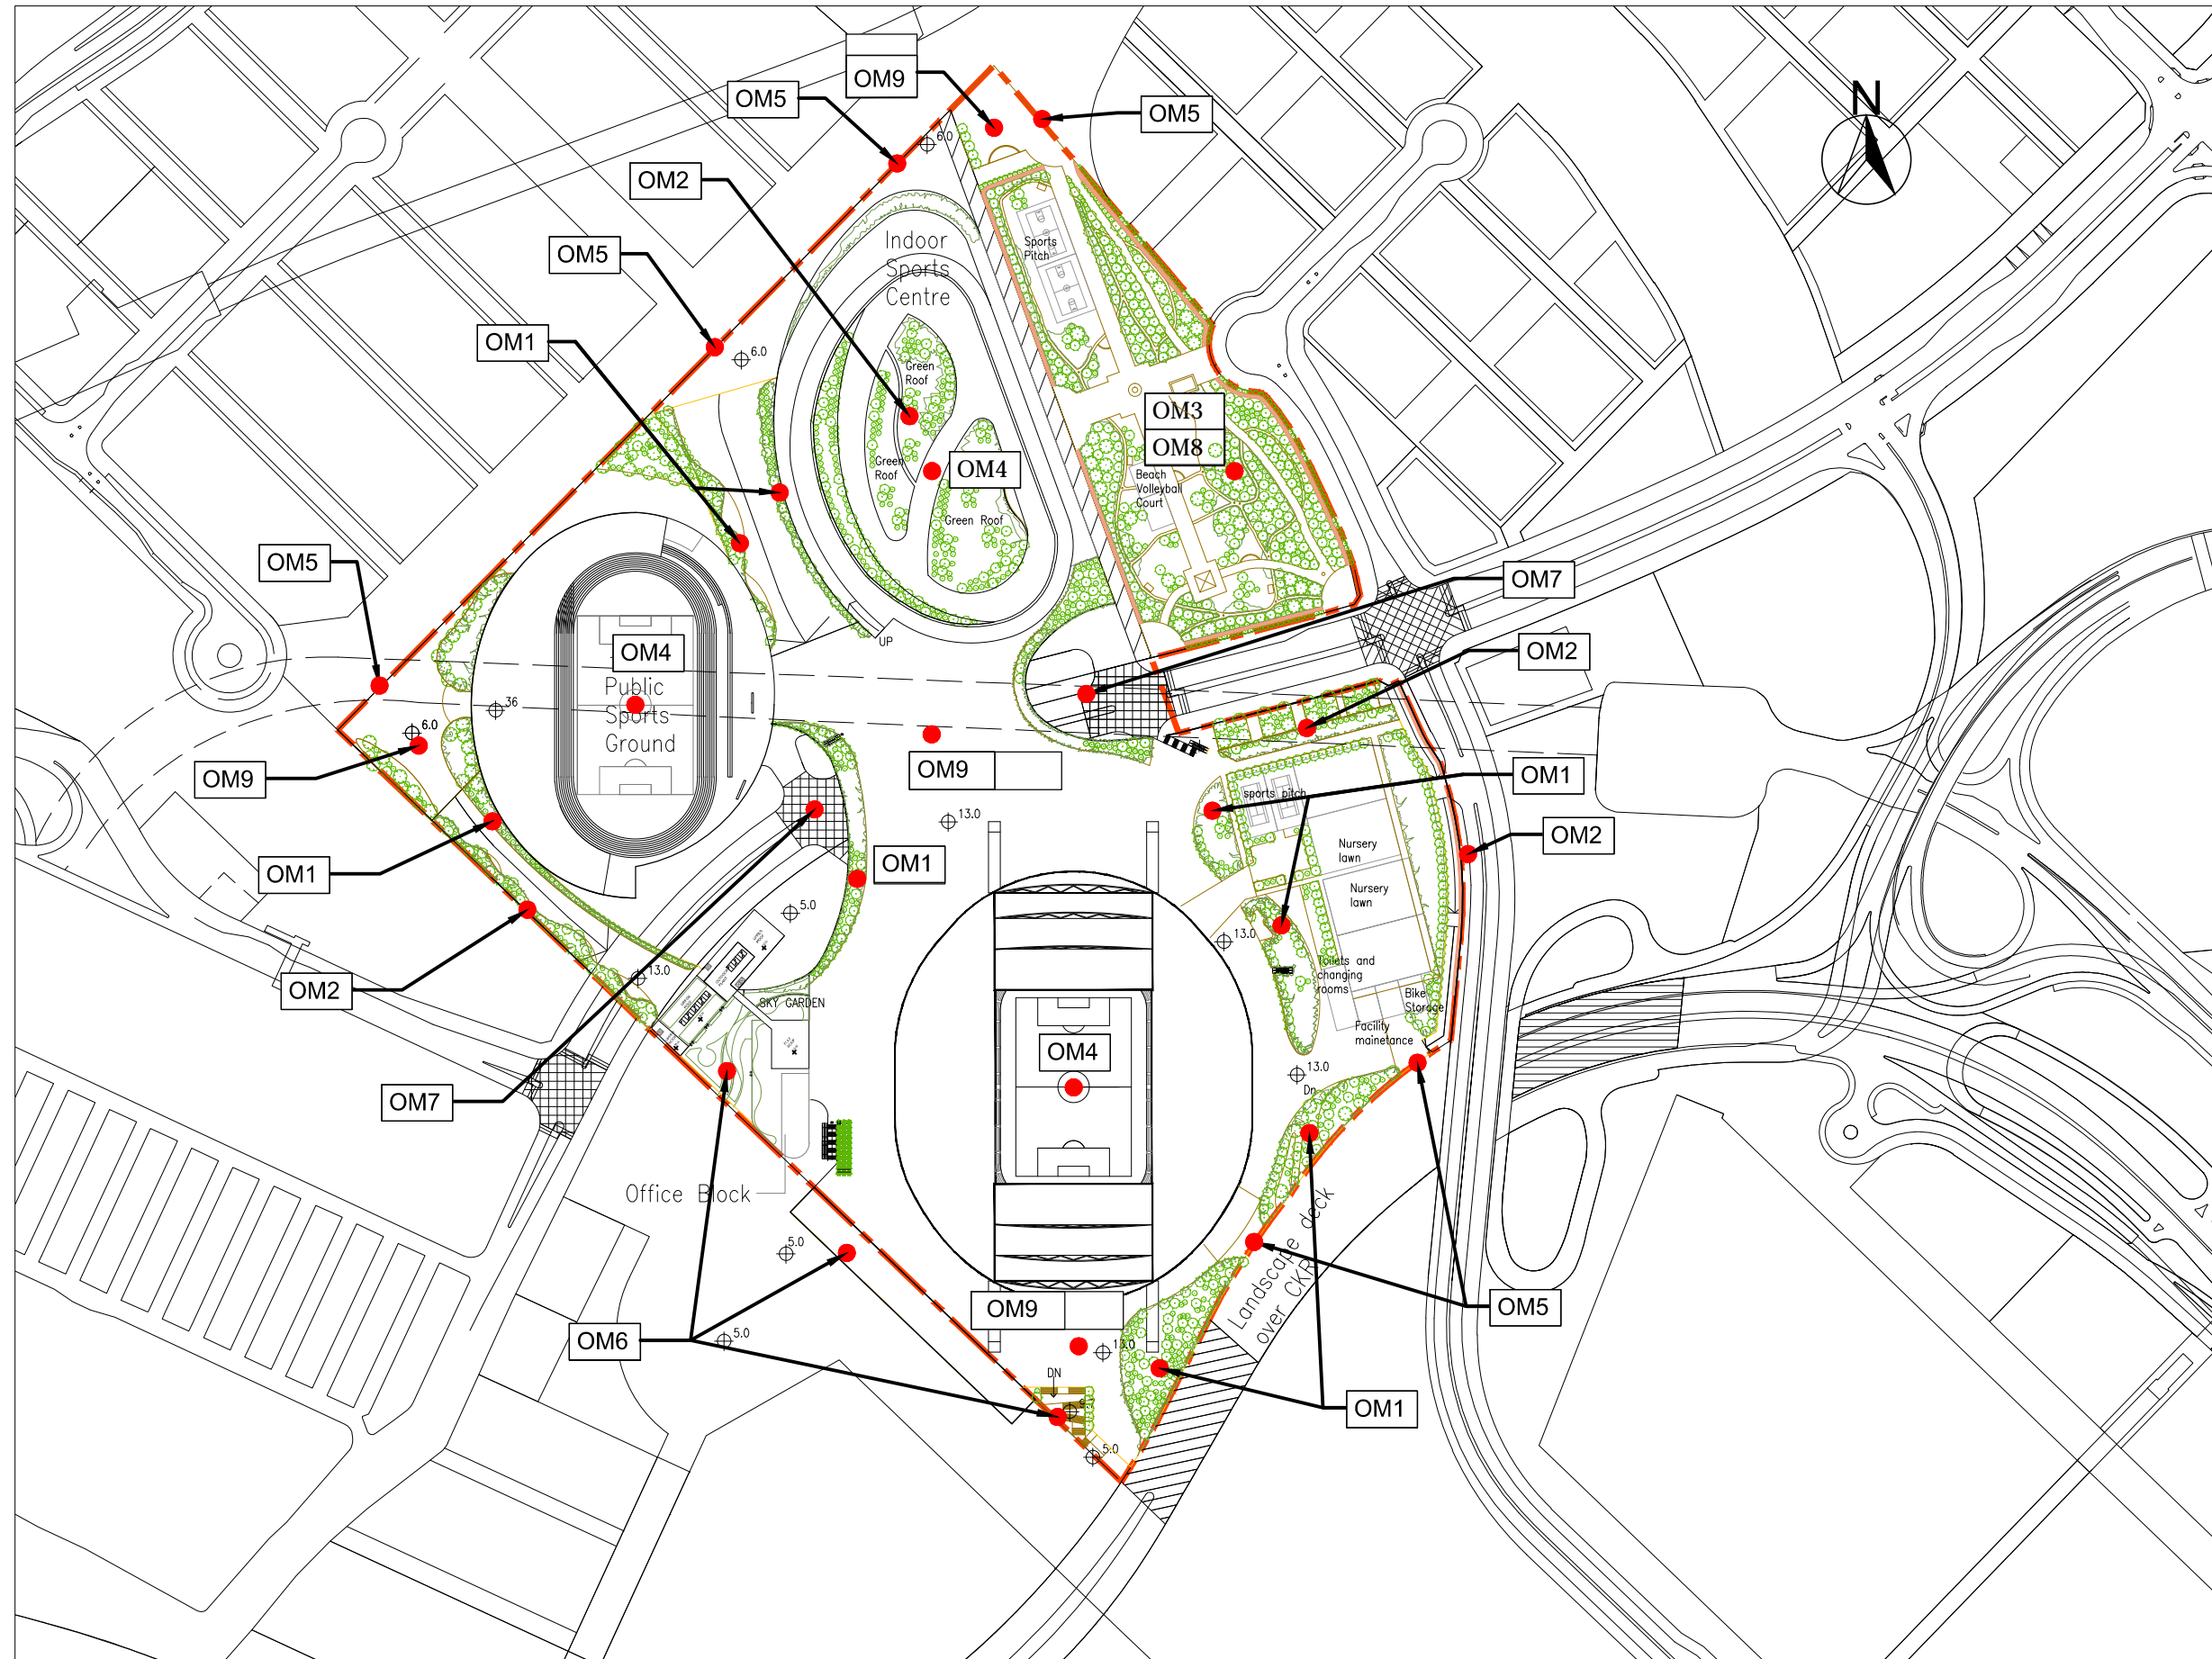 OM9
N
OM5
OM5
6.0
OM2
Indoor
Sports
Centre
Sports
Pitch
OM5
OM1
6.0
Green
Roof
OM3
OM8
Green
Roof
OM4
Beach
Volleyball
Court
Green Roof
OM5
OM7
UP
OM4
OM2
Public
Sports
Ground
36
6.0
OM9
OM9
OM1
sports pitch
13.0
OM2
Nursery
lawn
OM1
OM1
Nursery
lawn
5.0
13.0
13.0
Toilets and
changing
rooms
OM2
SKY GARDEN
Bike
Storage
Facility
mainetance
OM4
13.0
Dn
OM7
Office Block
Landscape deck
over CKR
5.0
OM9
OM5
OM6
5.0
13.0
DN
OM1
5.0